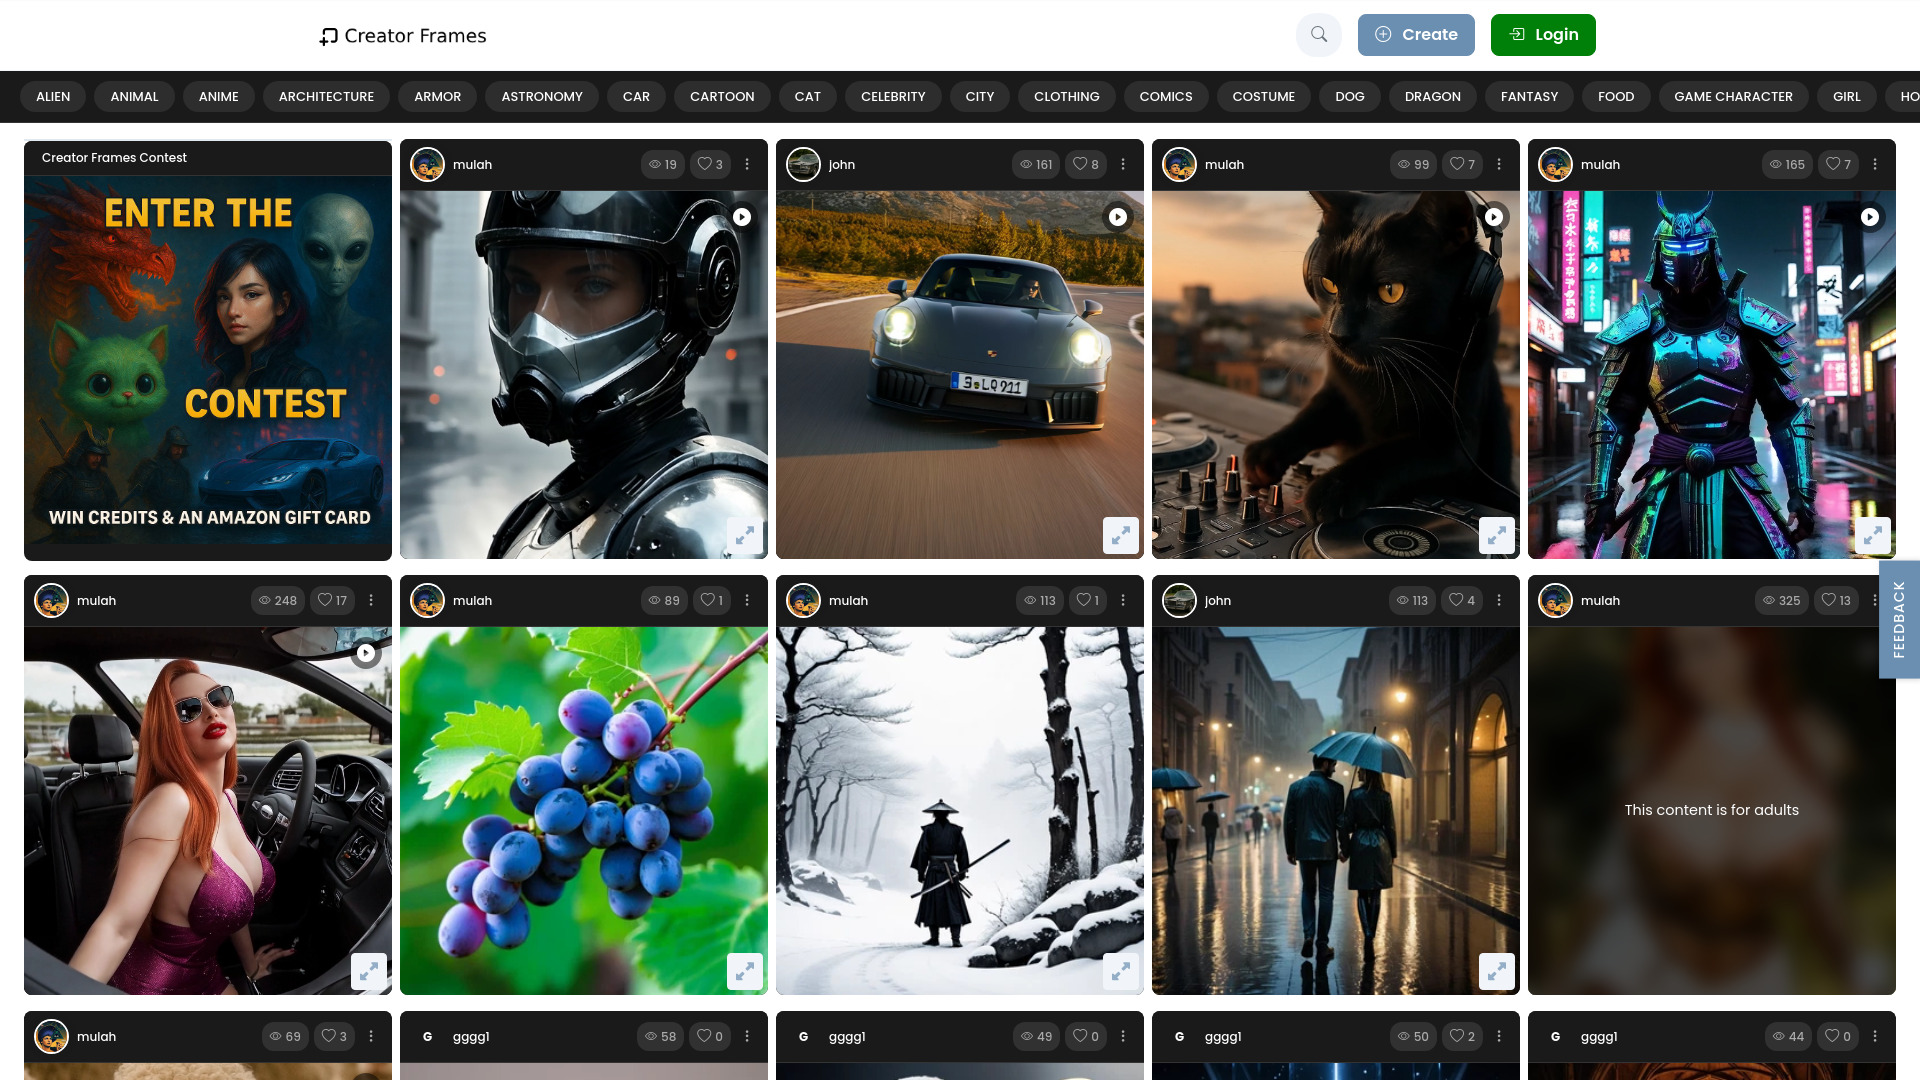 Creator Frames
Create
Login
ALIEN
ANIMAL
ANIME
ARCHITECTURE
ARMOR
ASTRONOMY
CAR
CARTOON
CAT
CELEBRITY
CITY
CLOTHING
COMICS
COSTUME
DOG
DRAGON
FANTASY
FOOD
GAME CHARACTER
GIRL
HO
Creator Frames Contest
ENTER THE
CONTEST
WIN CREDITS & AN AMAZON GIFT CARD
mulah
19
3
john
161
8
mulah
99
7
mulah
165
7
mulah
248
17
mulah
89
1
mulah
113
1
john
113
4
mulah
325
13
This content is for adults
FEEDBACK
mulah
69
3
G
gggg1
58
0
G
gggg1
49
0
G
gggg1
50
2
G
gggg1
44
0